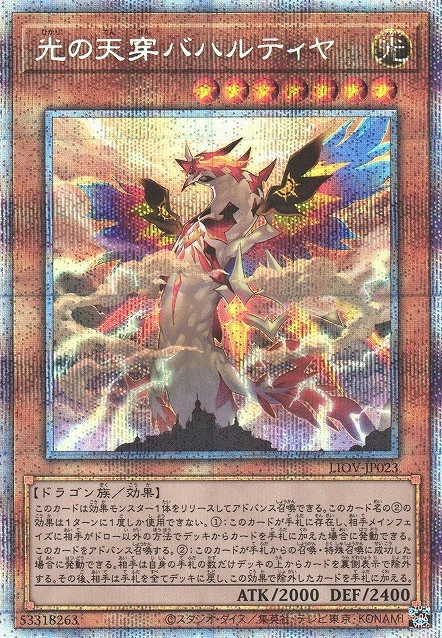 光の天穿バハルティヤ
光
LIOV-JP023
【ドラゴン族／効果】
このカードは効果モンスター1体をリリースしてアドバンス召喚できる。このカード名の②の
効果は1ターンに1度しか使用できない。①:このカードが手札に存在し、相手メインフェ
イズに相手がドロー以外の方法でデッキからカードを手札に加えた場合に発動できる。
このカードをアドバンス召喚する。②:このカードが手札からの召喚・特殊召喚に成功した
場合に発動できる。相手は自身の手札の数だけデッキの上からカードを裏側表示で除外
する。その後、相手は手札を全てデッキに戻し、この効果で除外したカードを手札に加える。
ATK/2000 DEF/2400
53318263
©スタジオ・ダイス／集英社・テレビ東京・KONAMI